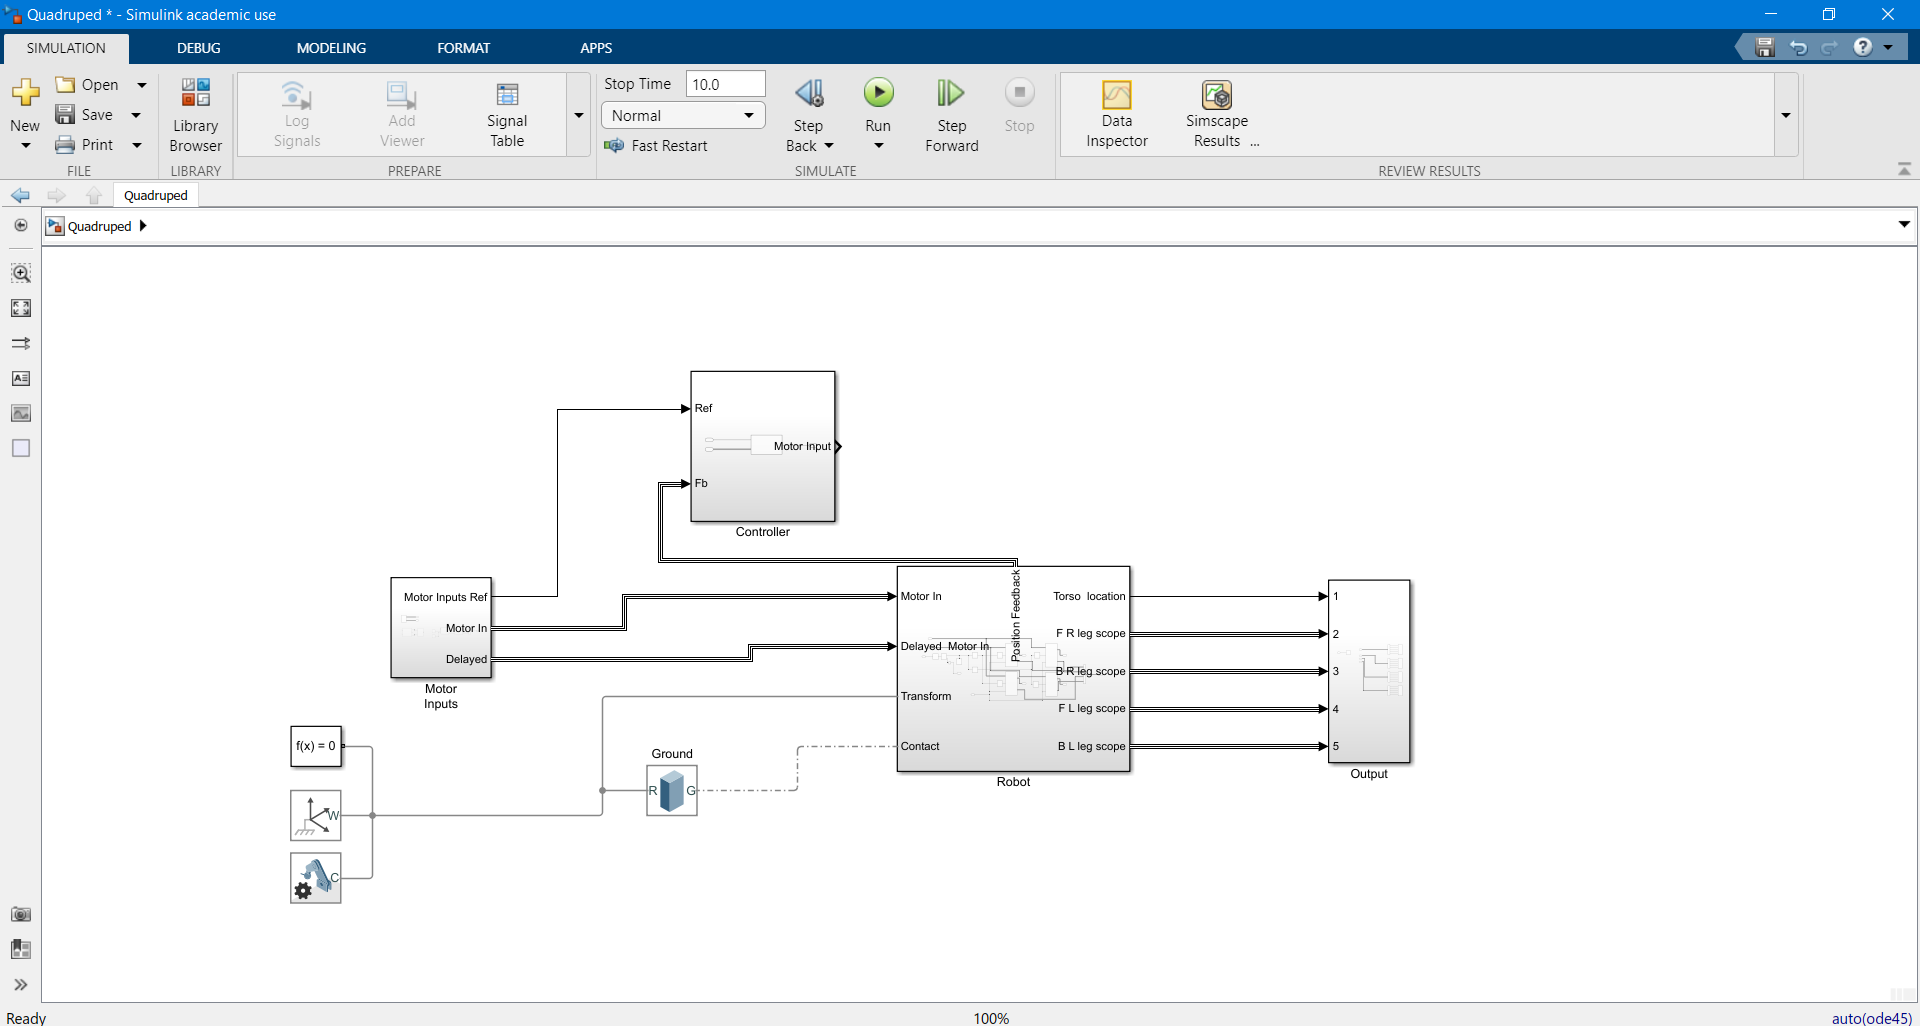 Quadruped * - Simulink academic use
SIMULATION DEBUG MODELING FORMAT APPS
New
Open
Save
Print
FILE
Library
Browser
LIBRARY
Log
Signals
Add
Viewer
Signal
Table
PREPARE
Stop Time 10.0
Normal
Fast Restart
Step
Back
Run
Step
Forward
Stop
SIMULATE
Data
Inspector
Simscape
Results ...
REVIEW RESULTS
Quadruped
Quadruped
Ref
Motor Input
Fb
Controller
Motor Inputs Ref
Motor In
Delayed
Motor
Inputs
Position Feedback
Motor In
Delayed Motor In
Transform
Contact
Torso location
F R leg scope
B R leg scope
F L leg scope
B L leg scope
Robot
1
2
3
4
5
Output
f(x) = 0
W
C
Ground
R
G
Ready
100%
auto(ode45)